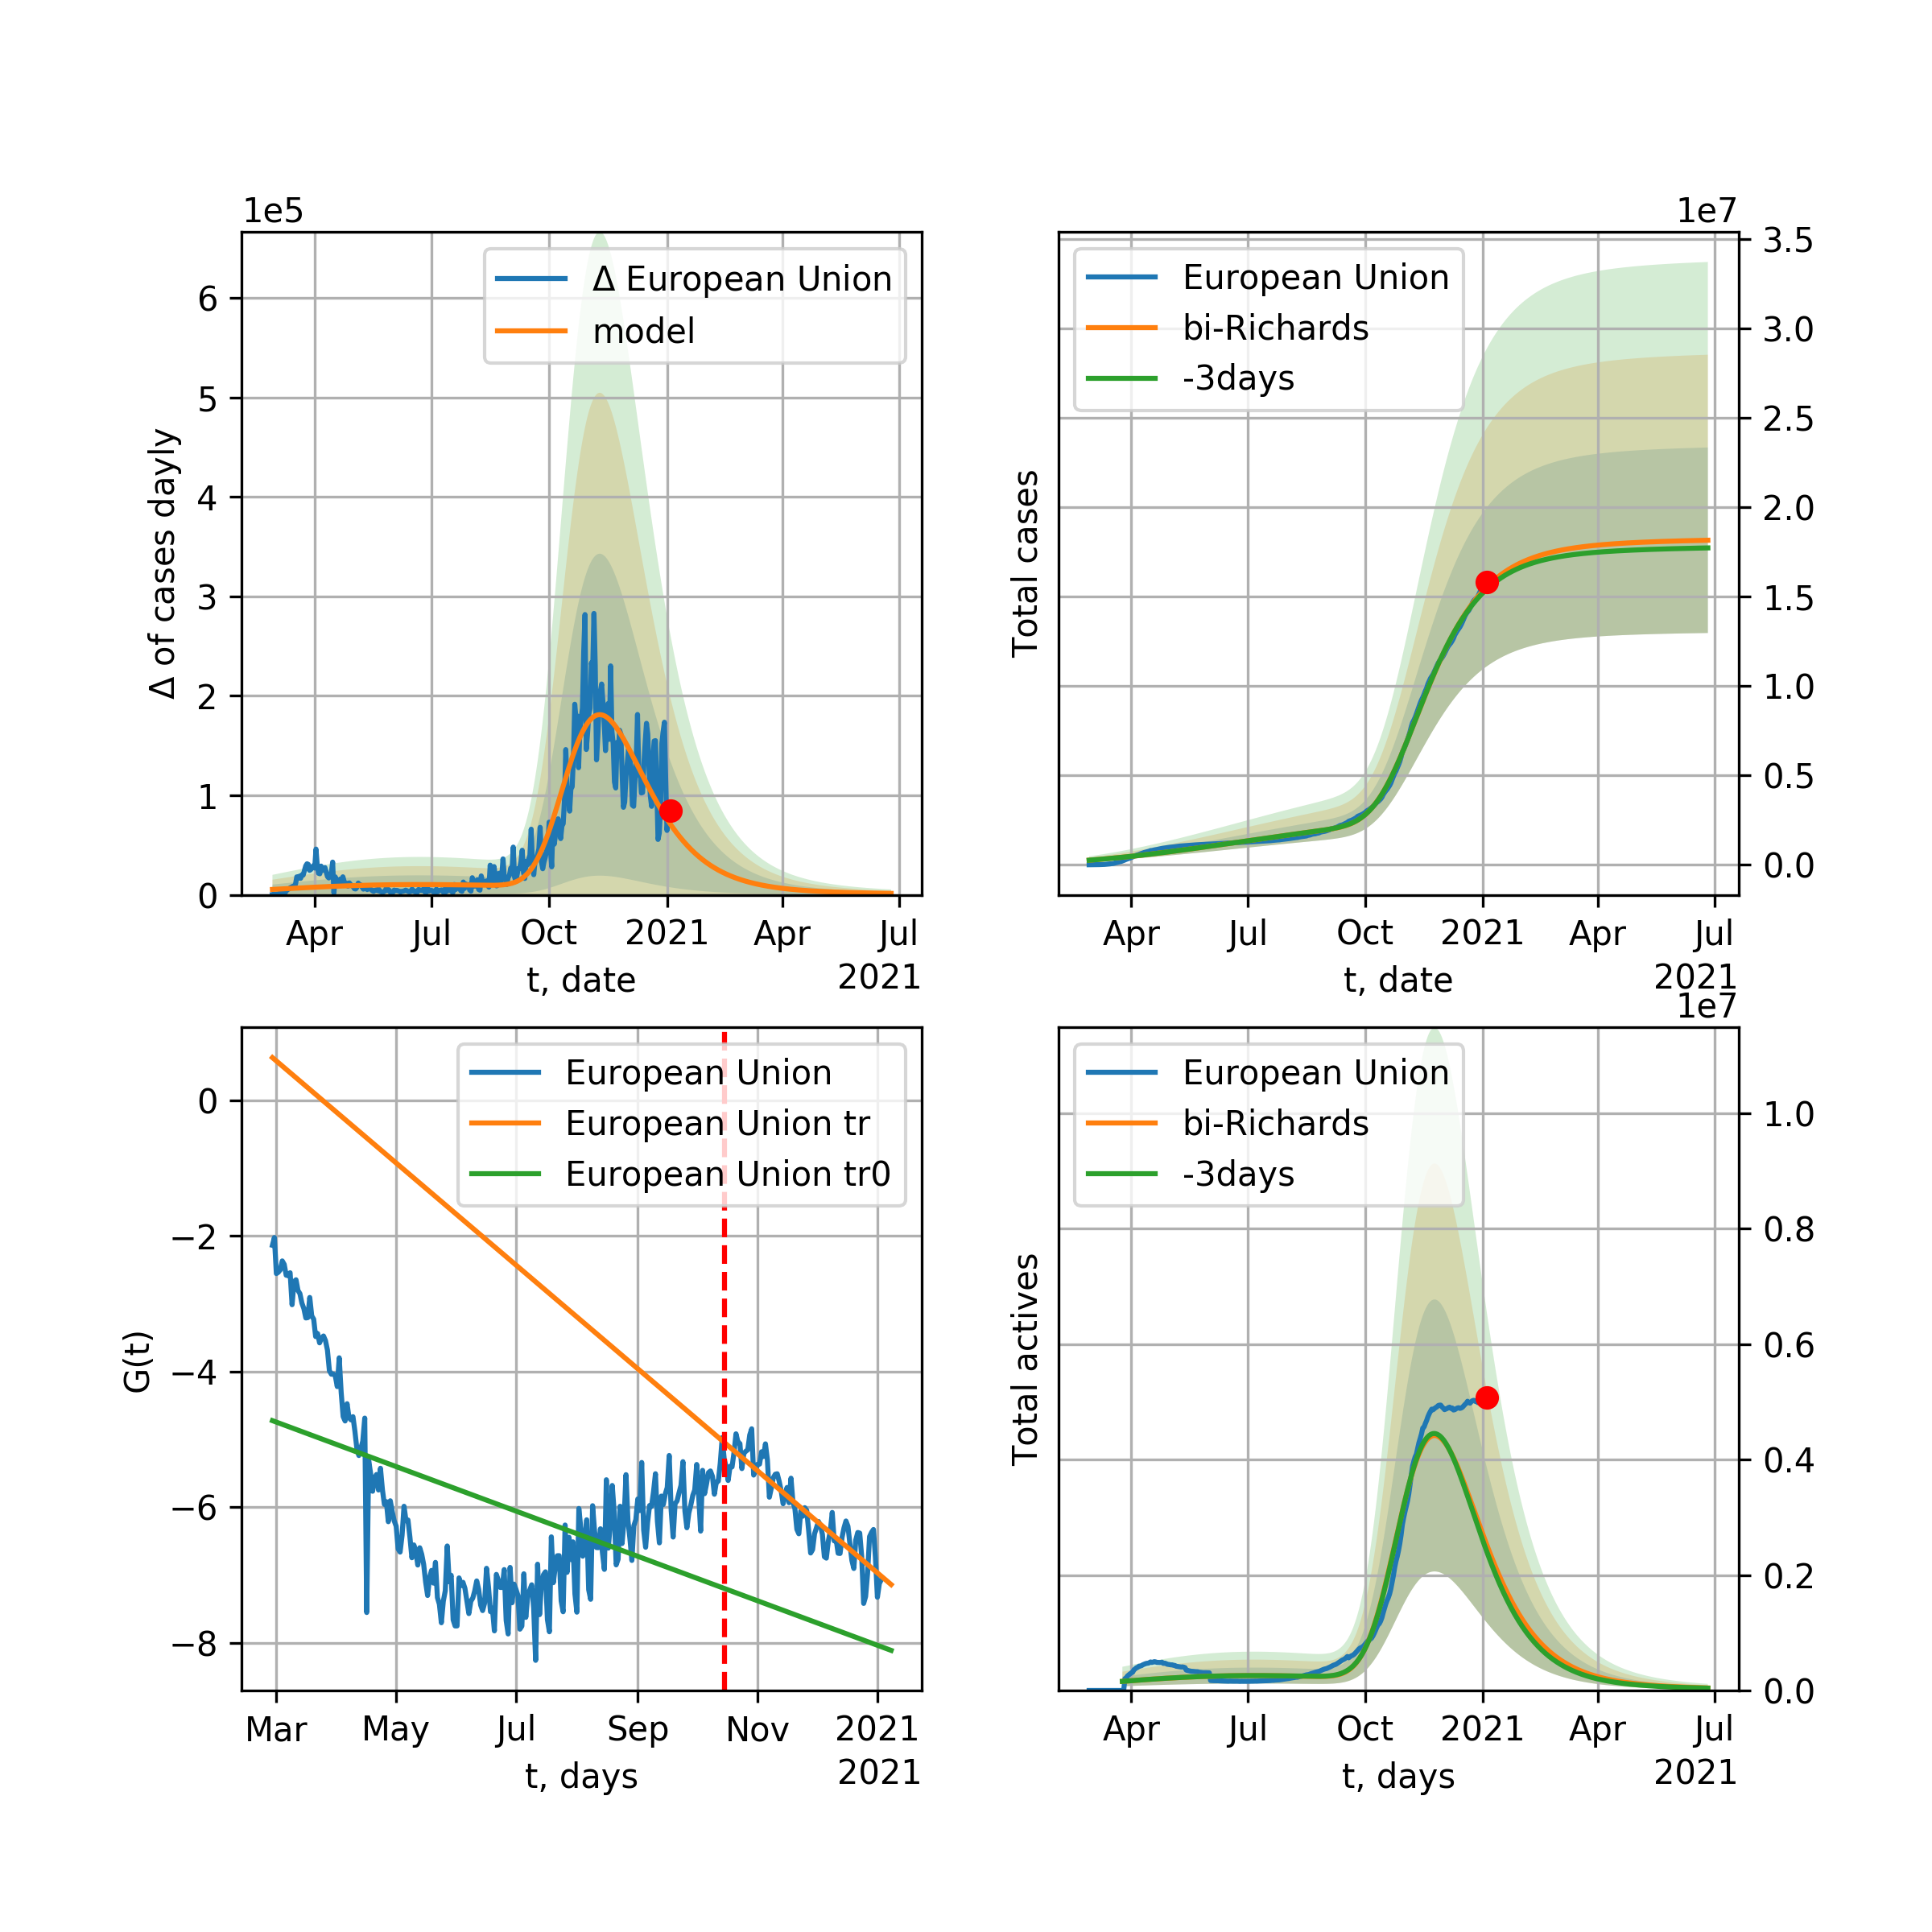 1e5
Δ European Union
model
6
5
4
3
2
1
0
Δ of cases dayly
Apr
Jul
Oct
2021
Apr
Jul
2021
t, date
1e7
European Union
bi-Richards
-3days
3.5
3.0
2.5
2.0
1.5
1.0
0.5
0.0
Total cases
Apr
Jul
Oct
2021
Apr
Jul
2021
t, date
European Union
European Union tr
European Union tr0
0
−2
−4
−6
−8
G(t)
Mar
May
Jul
Sep
Nov
2021
2021
t, days
1e7
European Union
bi-Richards
-3days
1.0
0.8
0.6
0.4
0.2
0.0
Total actives
Apr
Jul
Oct
2021
Apr
Jul
2021
t, days